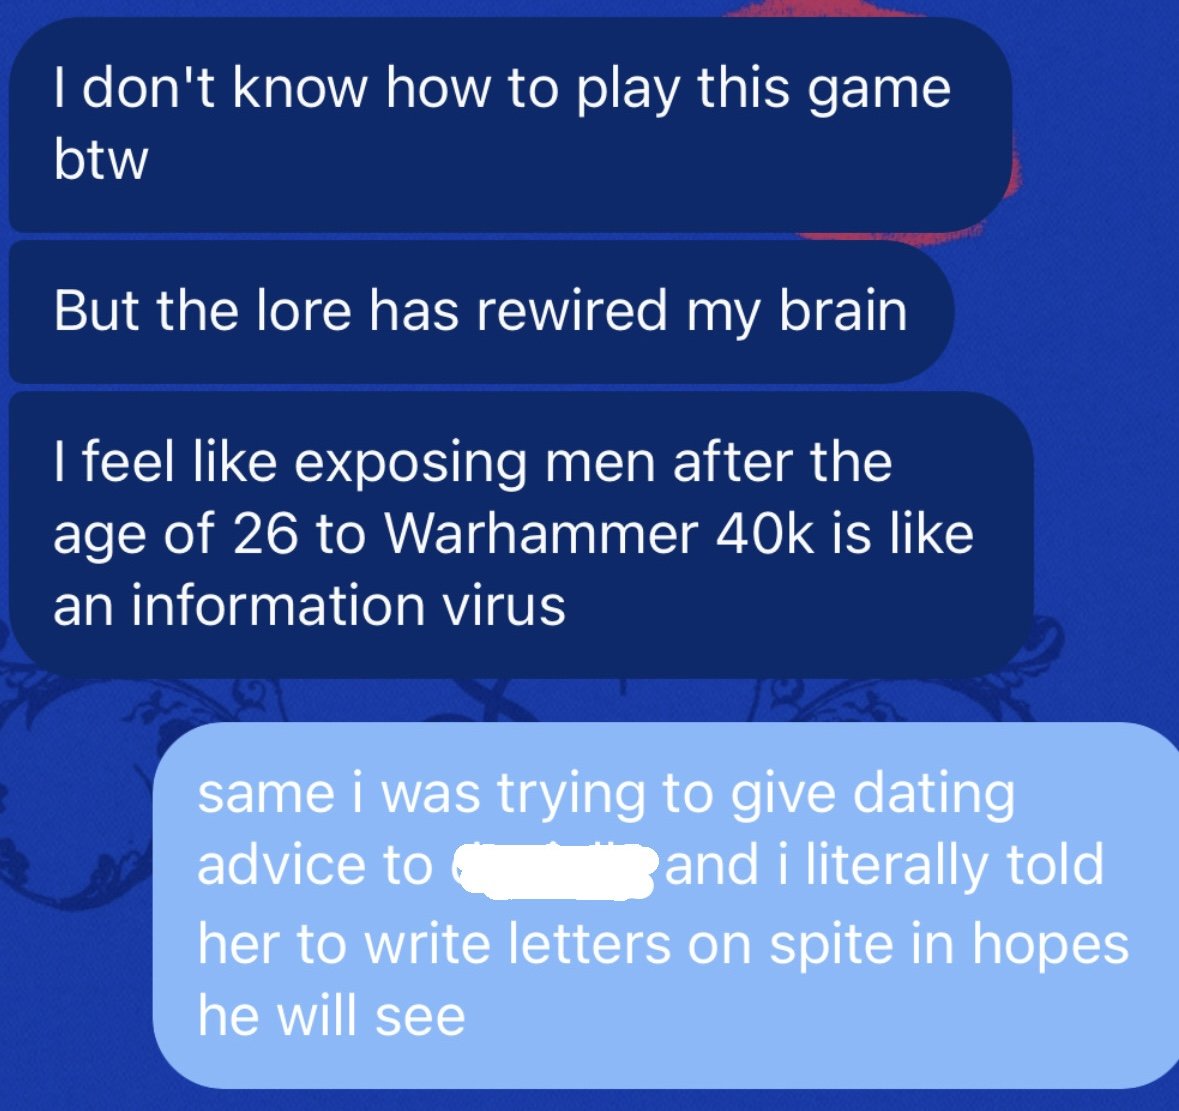 I don't know how to play this game
btw
But the lore has rewired my brain
I feel like exposing men after the
age of 26 to Warhammer 40k is like
an information virus
same i was trying to give dating
advice to and i literally told
her to write letters on spite in hopes
he will see